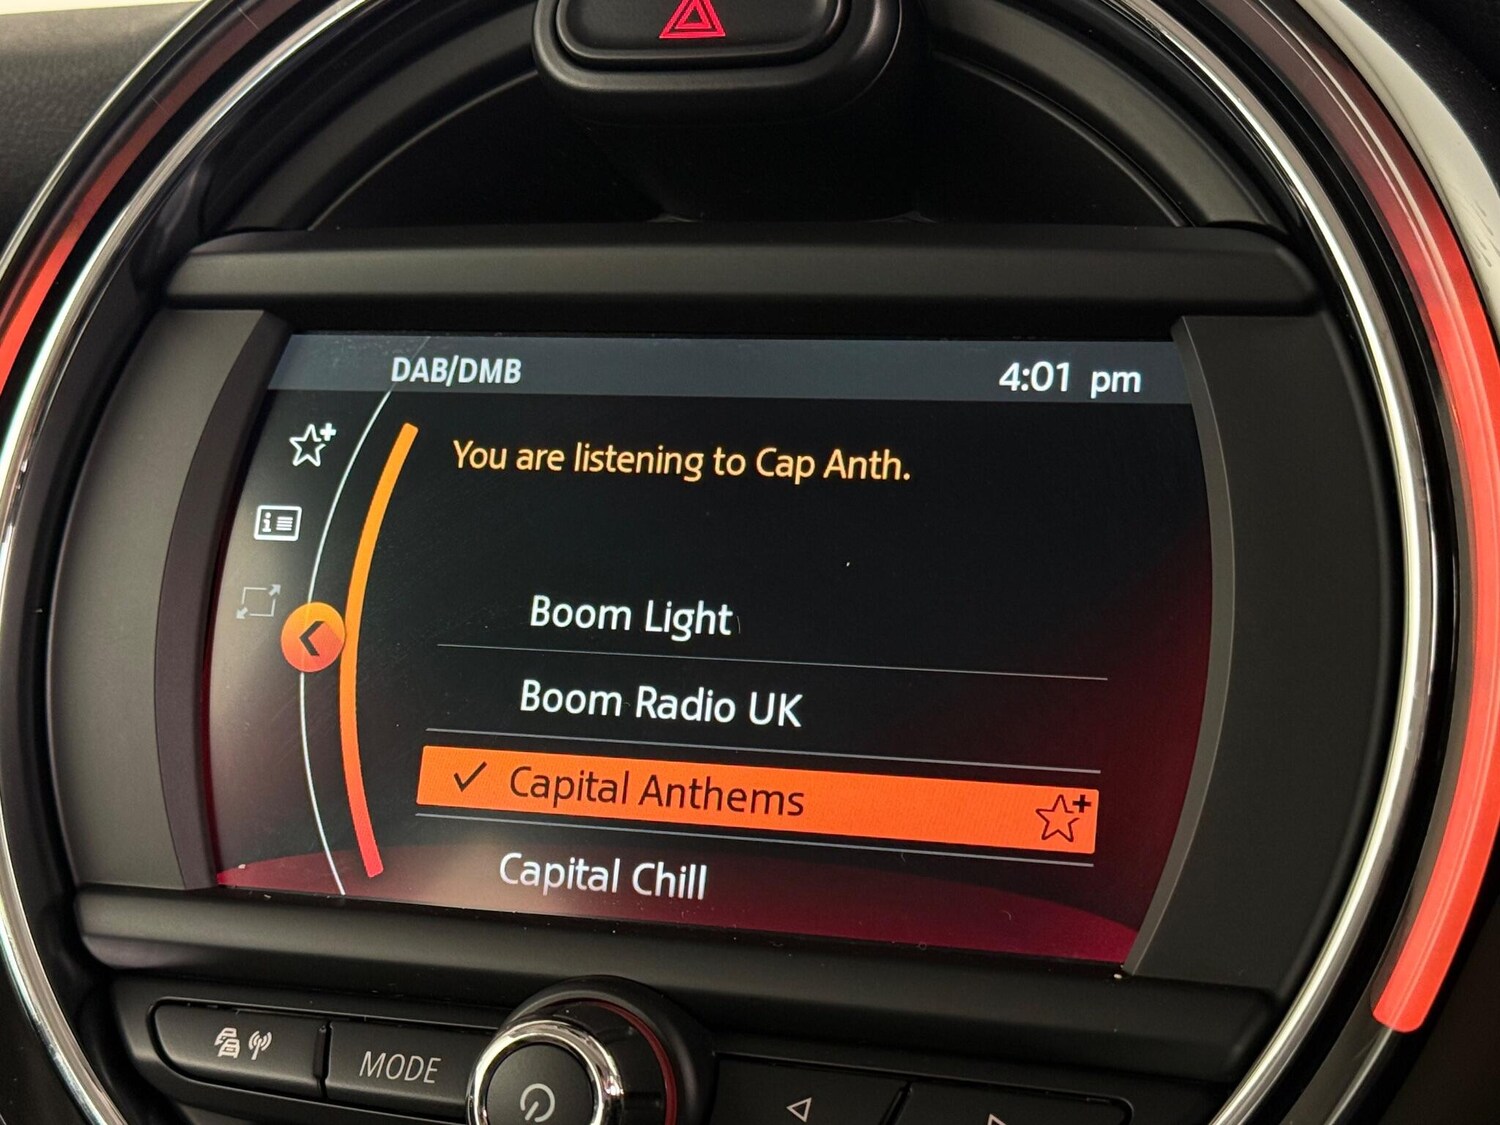 DAB/DMB 4:01 pm
You are listening to Cap Anth.
Boom Light
Boom Radio UK
Capital Anthems
Capital Chill
MODE